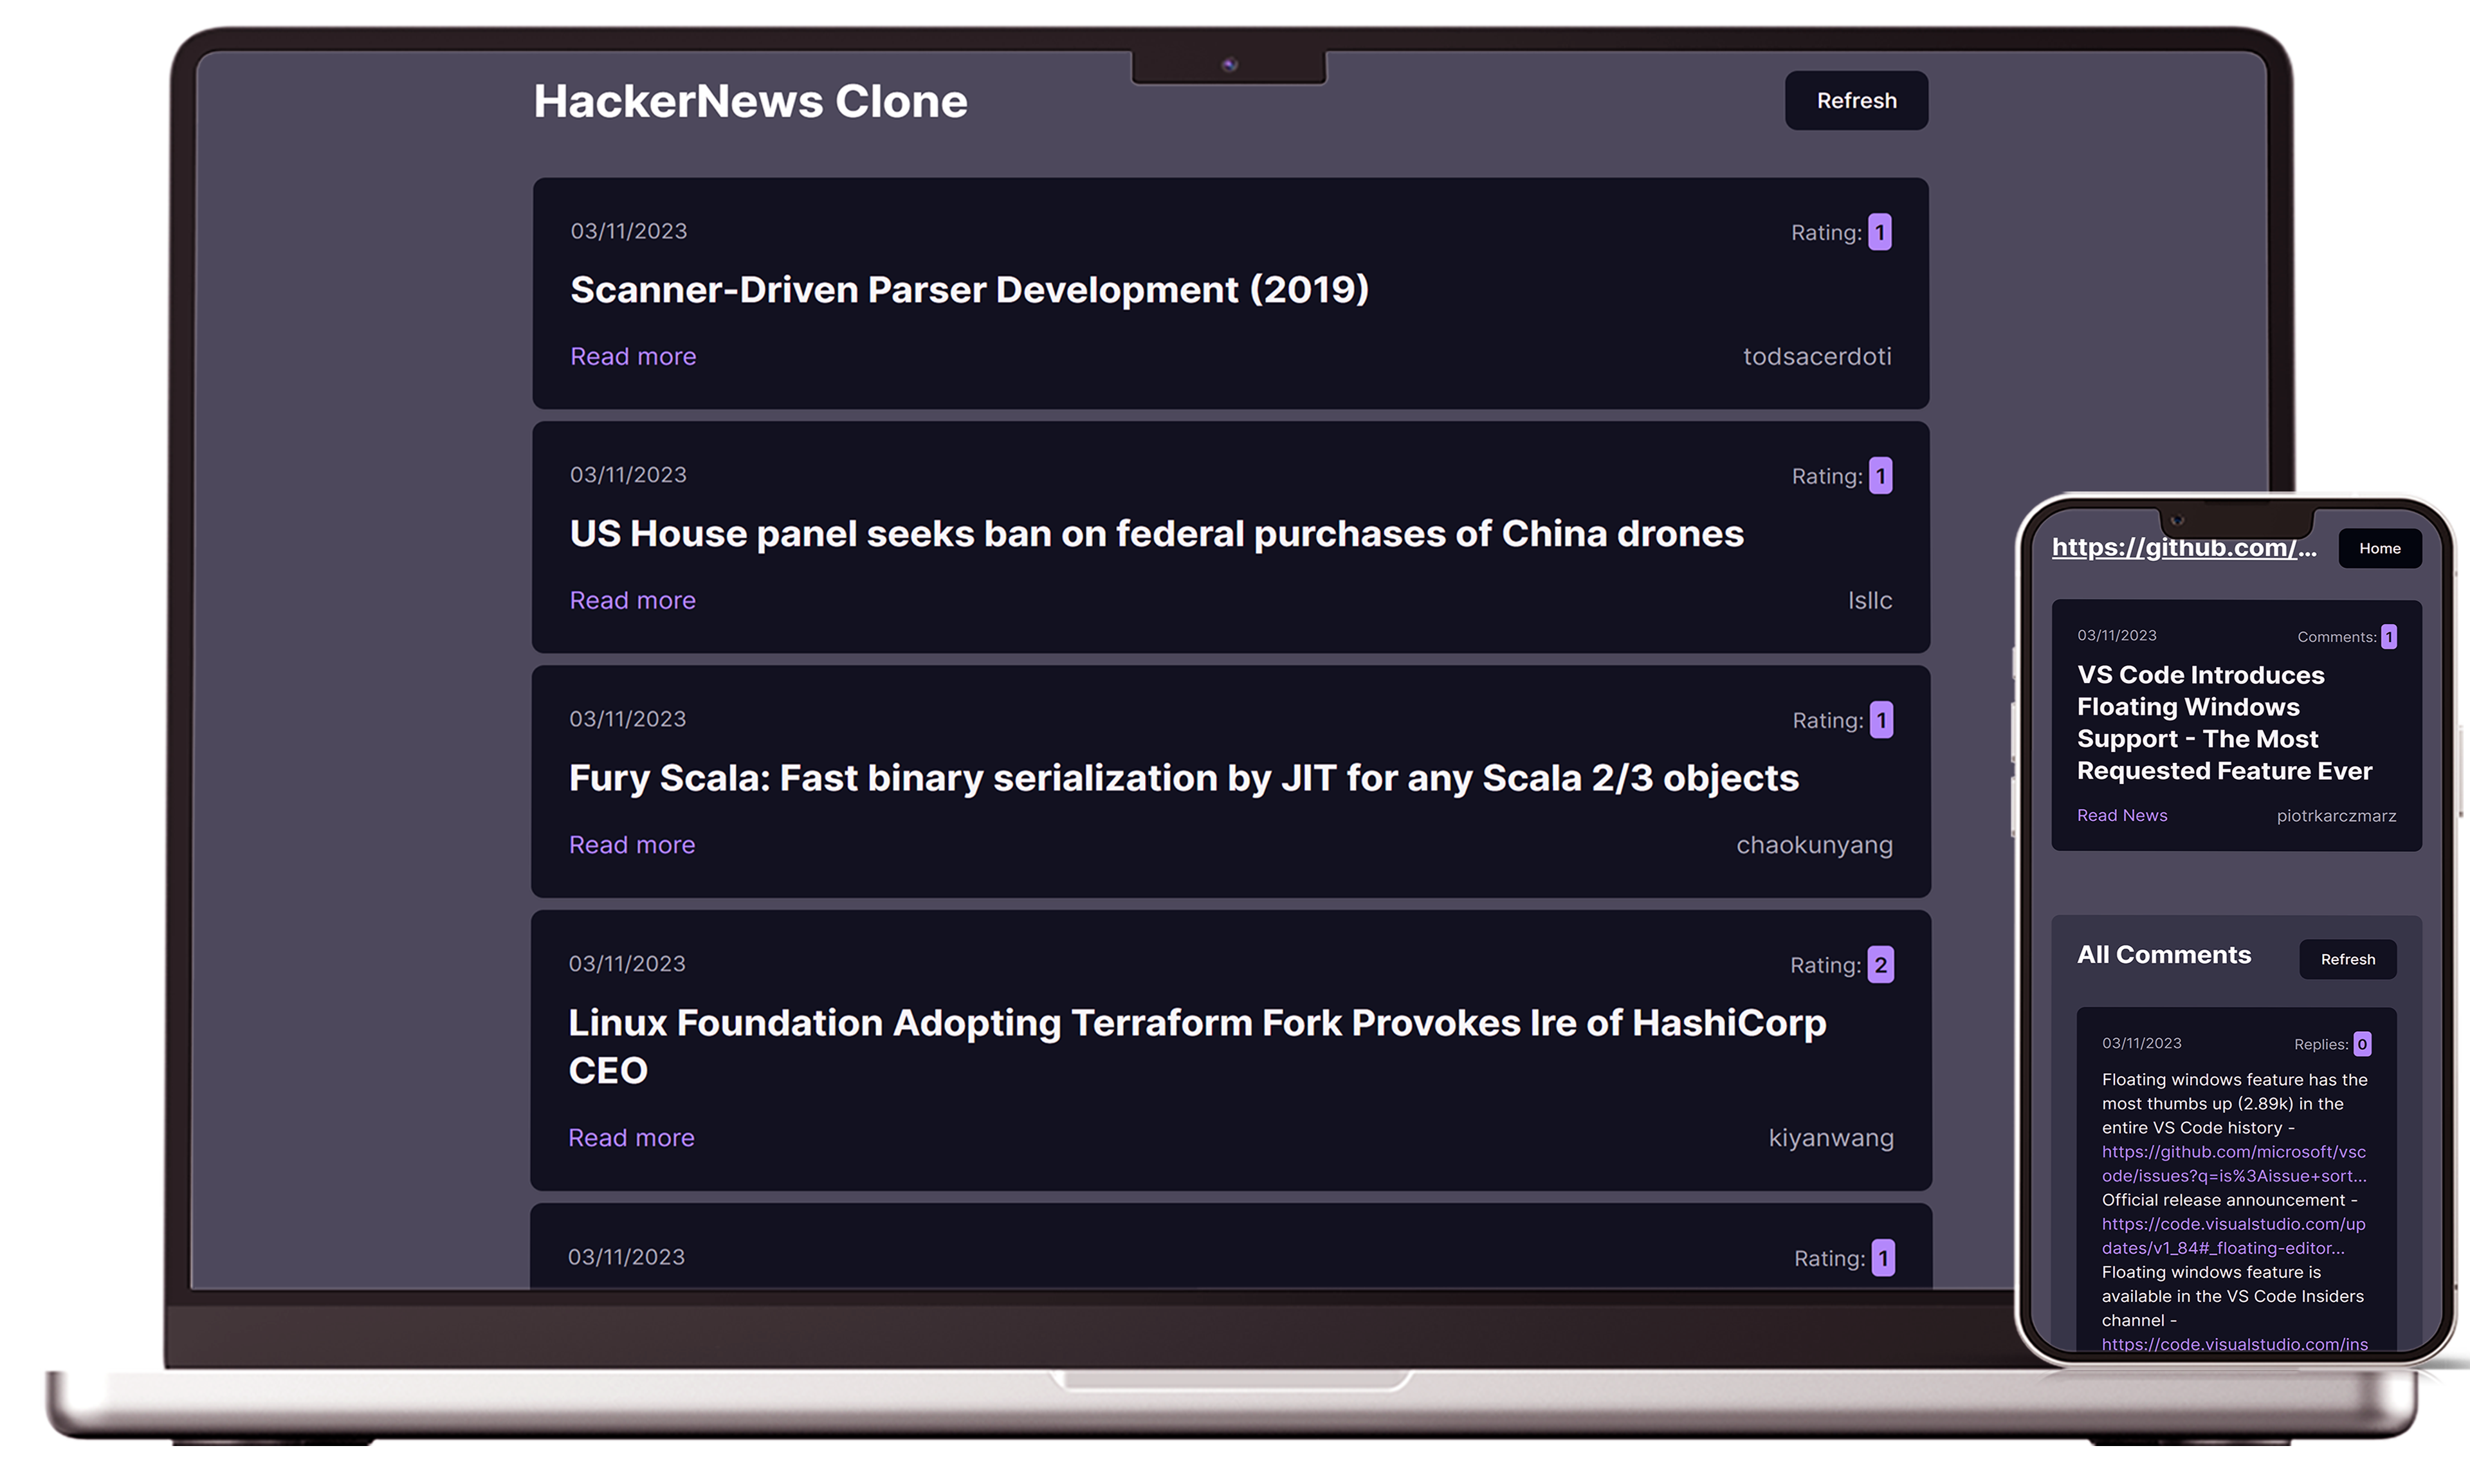 HackerNews Clone
Refresh
03/11/2023
Rating: 1
Scanner-Driven Parser Development (2019)
Read more
todsacerdoti
03/11/2023
Rating: 1
US House panel seeks ban on federal purchases of China drones
Read more
lsllc
03/11/2023
Rating: 1
Fury Scala: Fast binary serialization by JIT for any Scala 2/3 objects
Read more
chaokunyang
03/11/2023
Rating: 2
Linux Foundation Adopting Terraform Fork Provokes Ire of HashiCorp
CEO
Read more
kiyanwang
03/11/2023
Rating: 1
https://github.com/...
Home
03/11/2023
Comments: 1
VS Code Introduces
Floating Windows
Support - The Most
Requested Feature Ever
Read News
piotrkarczmarz
All Comments
Refresh
03/11/2023
Replies: 0
Floating windows feature has the
most thumbs up (2.89k) in the
entire VS Code history -
https://github.com/microsoft/vsc
ode/issues?q=is%3Aissue+sort...
Official release announcement -
https://code.visualstudio.com/up
dates/v1_84#_floating-editor...
Floating windows feature is
available in the VS Code Insiders
channel -
https://code.visualstudio.com/ins